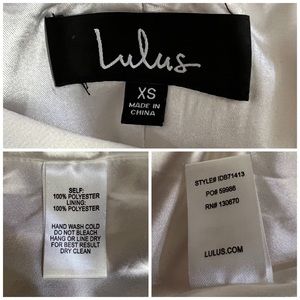 Lulus
XS
MADE IN
CHINA
SELF:
100% POLYESTER
LINING:
100% POLYESTER
HAND WASH COLD
DO NOT BLEACH
HANG OR LINE DRY
FOR BEST RESULT
DRY CLEAN
STYLE# IDB71413
PO# 59986
RN# 130670
LULUS.COM